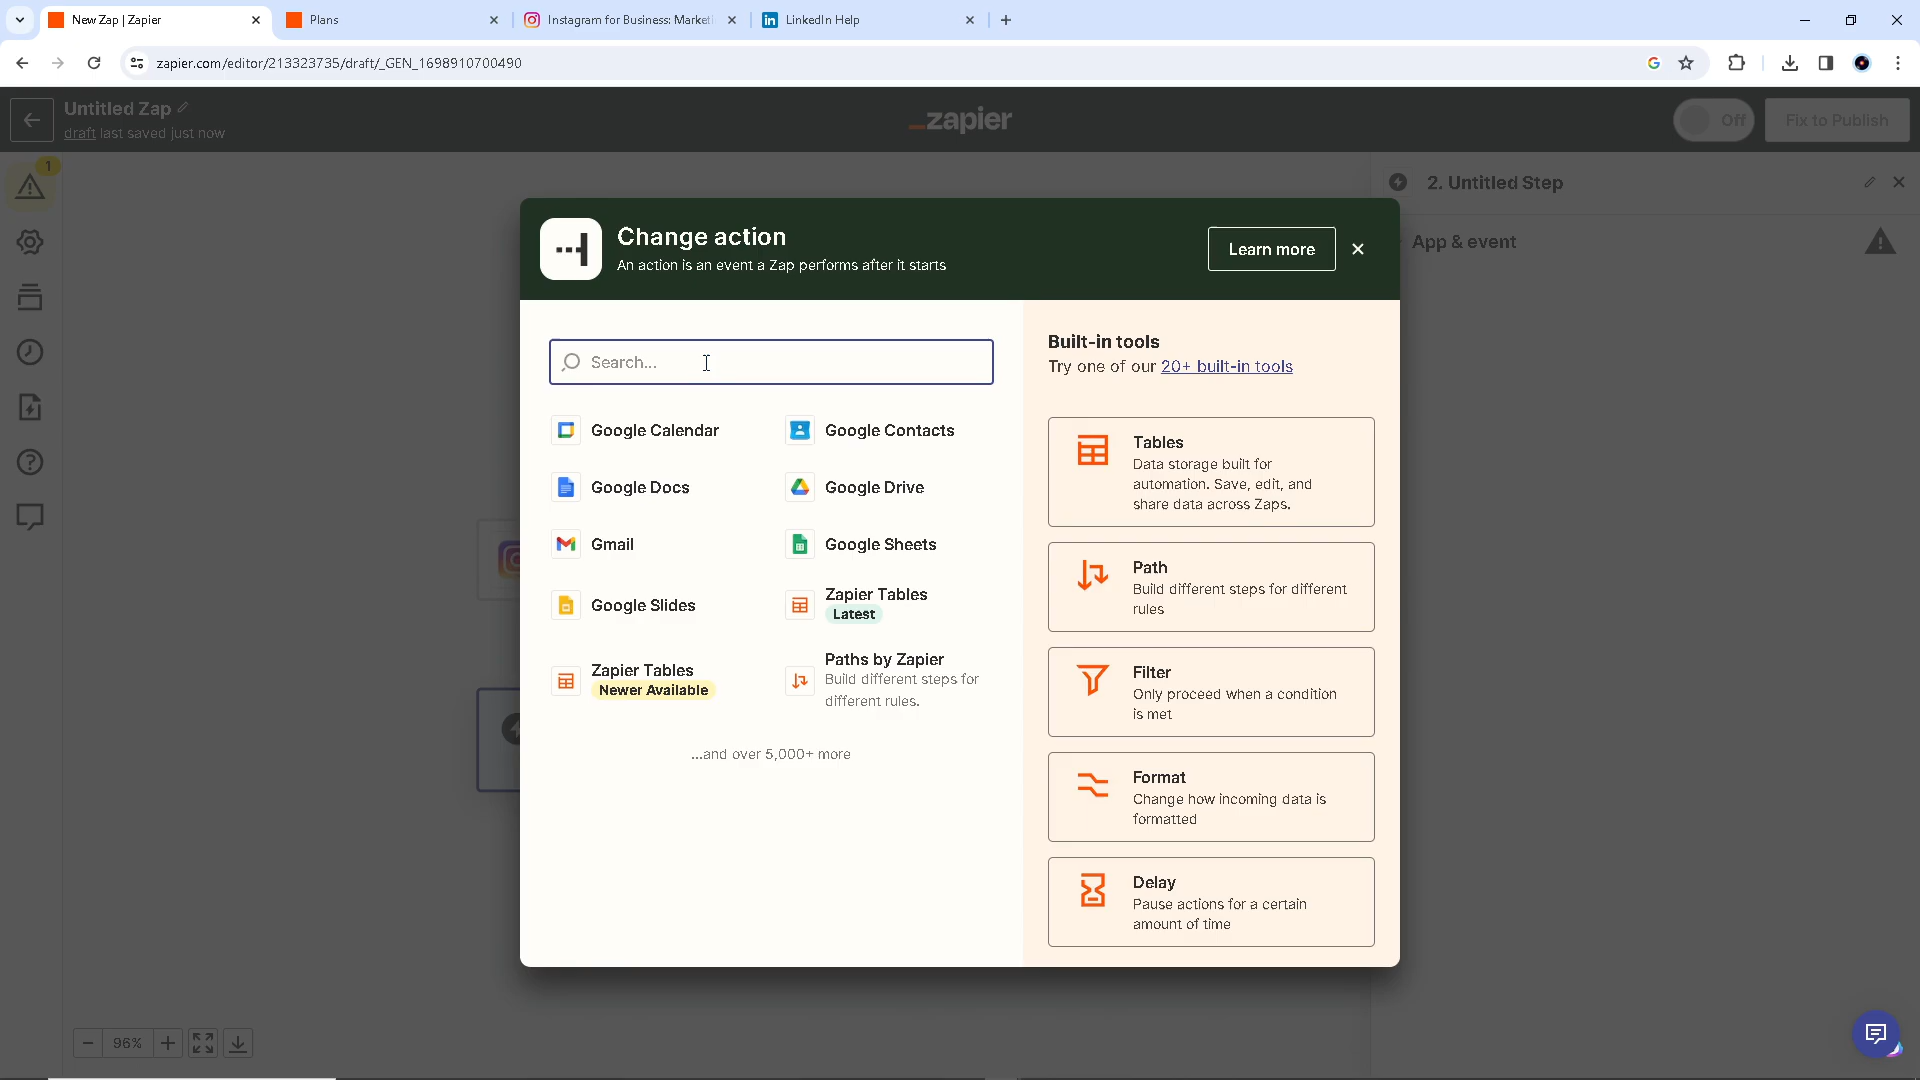 New Zap | Zapier
Plans
Instagram for Business: Marketi
LinkedIn Help
zapier.com/editor/213323735/draft/_GEN_1698910700490
Untitled Zap
draft last saved just now
_zapier
Off
Fix to Publish
1
2. Untitled Step
App & event
Change action
An action is an event a Zap performs after it starts
Learn more
Search...
Google Calendar
Google Contacts
Google Docs
Google Drive
Gmail
Google Sheets
Google Slides
Zapier Tables
Latest
Zapier Tables
Newer Available
Paths by Zapier
Build different steps for
different rules.
...and over 5,000+ more
Built-in tools
Try one of our 20+ built-in tools
Tables
Data storage built for
automation. Save, edit, and
share data across Zaps.
Path
Build different steps for different
rules
Filter
Only proceed when a condition
is met
Format
Change how incoming data is
formatted
Delay
Pause actions for a certain
amount of time
96%